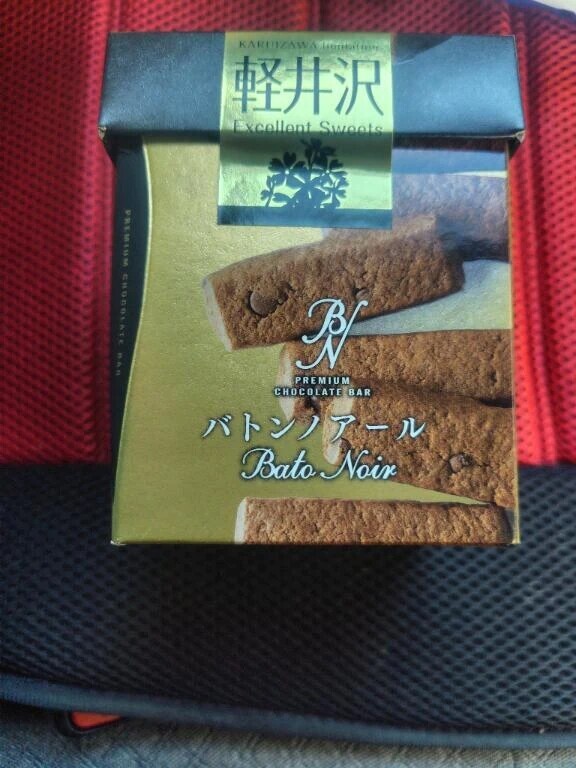 KARUIZAWA limitation
軽井沢
Excellent Sweets
PREMIUM CHOCOLATE BAR
BN
PREMIUM
CHOCOLATE BAR
バトンノアール
Bato Noir